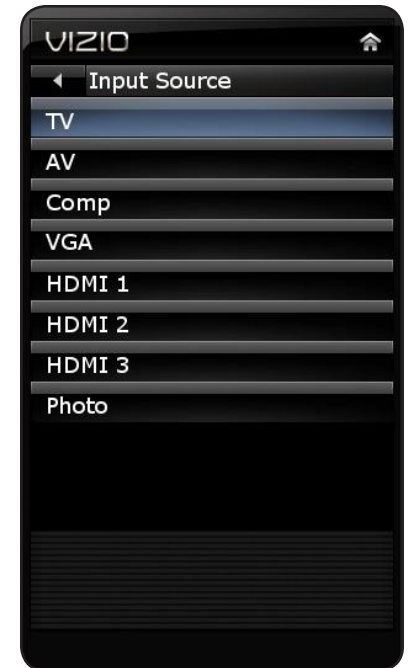 VIZIO
Input Source
TV
AV
Comp
VGA
HDMI 1
HDMI 2
HDMI 3
Photo